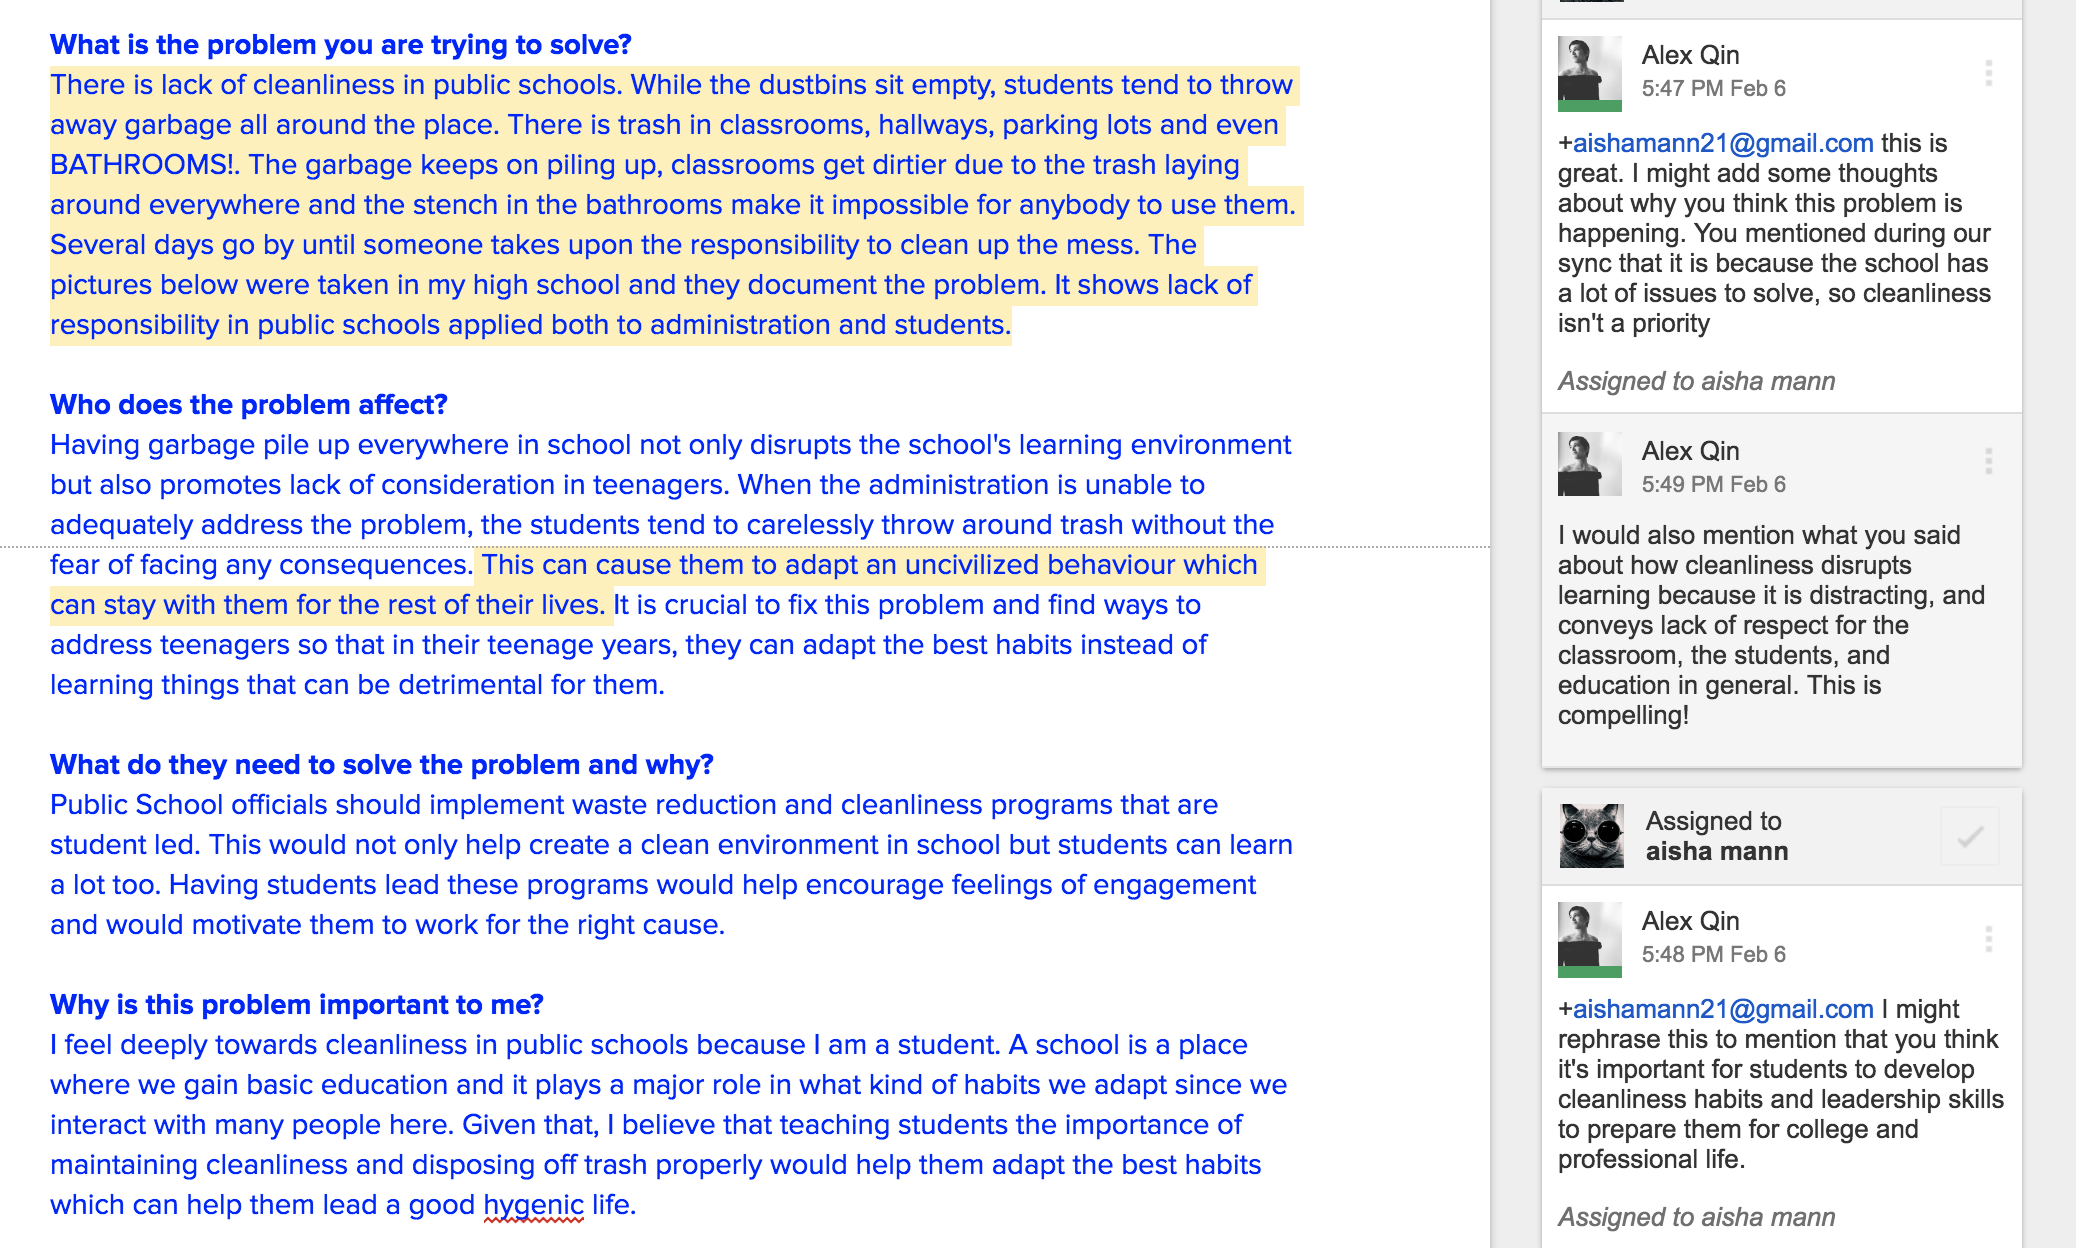 What is the problem you are trying to solve?
There is lack of cleanliness in public schools. While the dustbins sit empty, students tend to throw
away garbage all around the place. There is trash in classrooms, hallways, parking lots and even
BATHROOMS!. The garbage keeps on piling up, classrooms get dirtier due to the trash laying
around everywhere and the stench in the bathrooms make it impossible for anybody to use them.
Several days go by until someone takes upon the responsibility to clean up the mess. The
pictures below were taken in my high school and they document the problem. It shows lack of
responsibility in public schools applied both to administration and students.
Who does the problem affect?
Having garbage pile up everywhere in school not only disrupts the school's learning environment
but also promotes lack of consideration in teenagers. When the administration is unable to
adequately address the problem, the students tend to carelessly throw around trash without the
fear of facing any consequences. This can cause them to adapt an uncivilized behaviour which
can stay with them for the rest of their lives. It is crucial to fix this problem and find ways to
address teenagers so that in their teenage years, they can adapt the best habits instead of
learning things that can be detrimental for them.
What do they need to solve the problem and why?
Public School officials should implement waste reduction and cleanliness programs that are
student led. This would not only help create a clean environment in school but students can learn
a lot too. Having students lead these programs would help encourage feelings of engagement
and would motivate them to work for the right cause.
Why is this problem important to me?
I feel deeply towards cleanliness in public schools because I am a student. A school is a place
where we gain basic education and it plays a major role in what kind of habits we adapt since we
interact with many people here. Given that, I believe that teaching students the importance of
maintaining cleanliness and disposing off trash properly would help them adapt the best habits
which can help them lead a good hygenic life.
Alex Qin
5:47 PM Feb 6
+aishamann21@gmail.com this is
great. I might add some thoughts
about why you think this problem is
happening. You mentioned during our
sync that it is because the school has
a lot of issues to solve, so cleanliness
isn't a priority
Assigned to aisha mann
Alex Qin
5:49 PM Feb 6
I would also mention what you said
about how cleanliness disrupts
learning because it is distracting, and
conveys lack of respect for the
classroom, the students, and
education in general. This is
compelling!
Assigned to
aisha mann
Alex Qin
5:48 PM Feb 6
+aishamann21@gmail.com I might
rephrase this to mention that you think
it's important for students to develop
cleanliness habits and leadership skills
to prepare them for college and
professional life.
Assigned to aisha mann